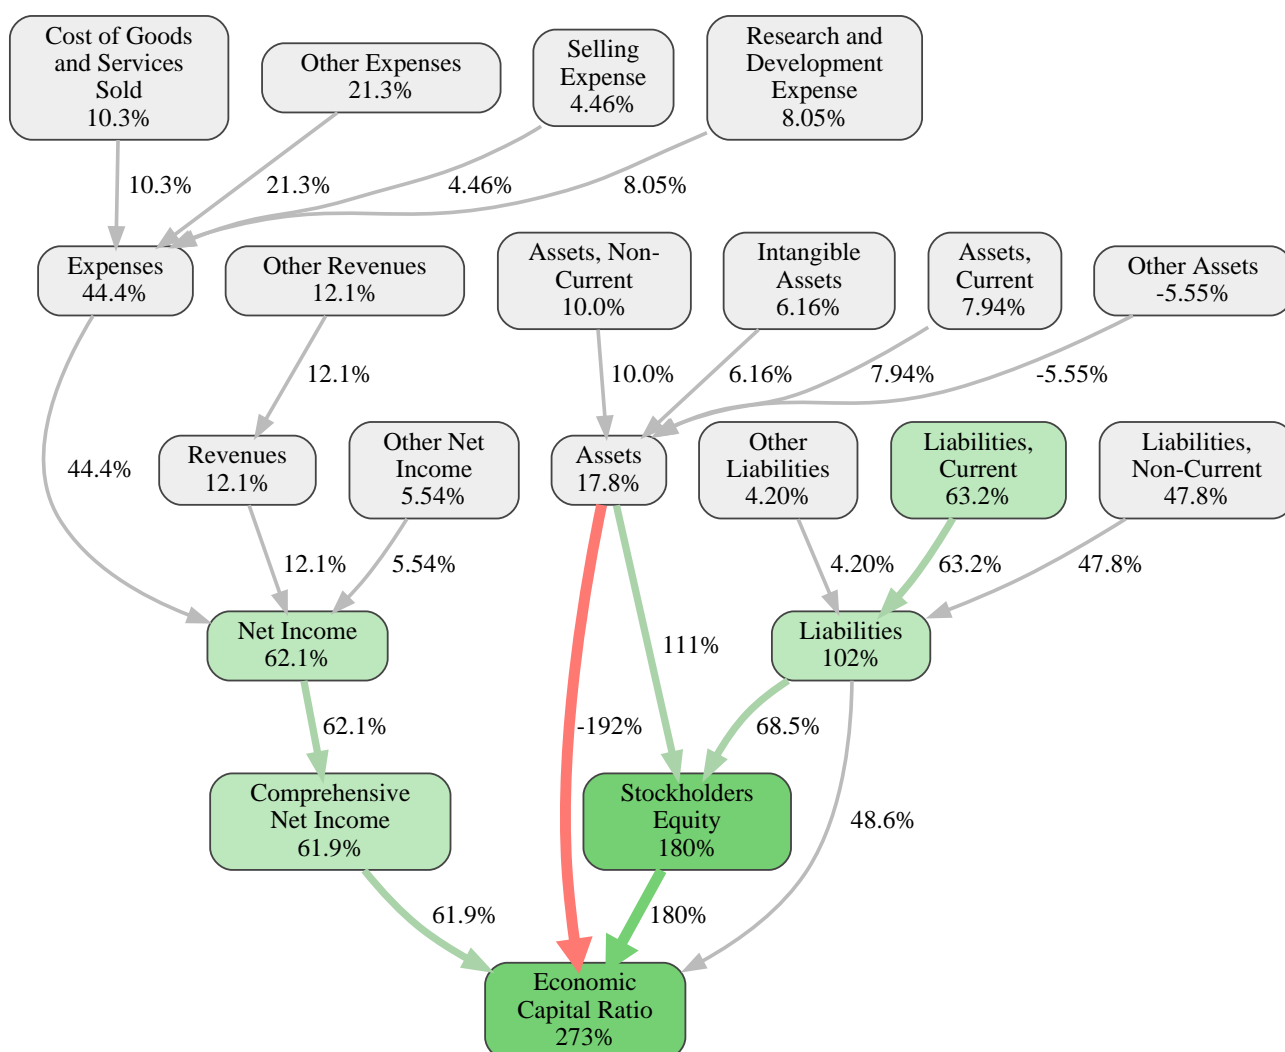 Cost of Goods
and Services
Sold
10.3%
Other Expenses
21.3%
Selling
Expense
4.46%
Research and
Development
Expense
8.05%
10.3%
21.3%
4.46%
8.05%
Expenses
44.4%
Other Revenues
12.1%
Assets, Non-
Current
10.0%
Intangible
Assets
6.16%
Assets,
Current
7.94%
Other Assets
-5.55%
12.1%
10.0%
6.16%
7.94%
-5.55%
44.4%
Revenues
12.1%
Other Net
Income
5.54%
Assets
17.8%
Other
Liabilities
4.20%
Liabilities,
Current
63.2%
Liabilities,
Non-Current
47.8%
12.1%
5.54%
4.20%
63.2%
47.8%
Net Income
62.1%
111%
Liabilities
102%
62.1%
-192%
68.5%
Comprehensive
Net Income
61.9%
Stockholders
Equity
180%
48.6%
61.9%
180%
Economic
Capital Ratio
273%